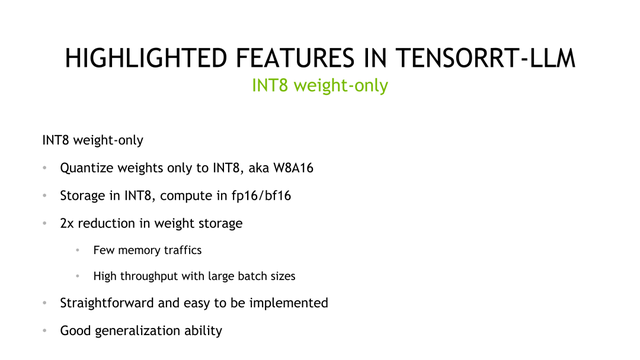 HIGHLIGHTED FEATURES IN TENSORRT-LLM
INT8 weight-only
INT8 weight-only
• Quantize weights only to INT8, aka W8A16
• Storage in INT8, compute in fp16/bf16
• 2x reduction in weight storage
• Few memory traffics
• High throughput with large batch sizes
• Straightforward and easy to be implemented
• Good generalization ability